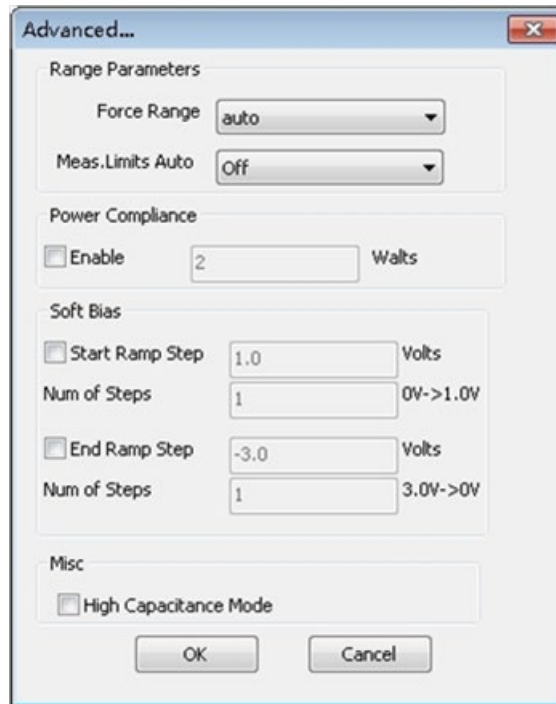 Advanced...
Range Parameters
Force Range auto
Meas.Limits Auto Off
Power Compliance
Enable 2 Walts
Soft Bias
Start Ramp Step 1.0 Volts
Num of Steps 1 0V->1.0V
End Ramp Step -3.0 Volts
Num of Steps 1 3.0V->0V
Misc
High Capacitance Mode
OK Cancel